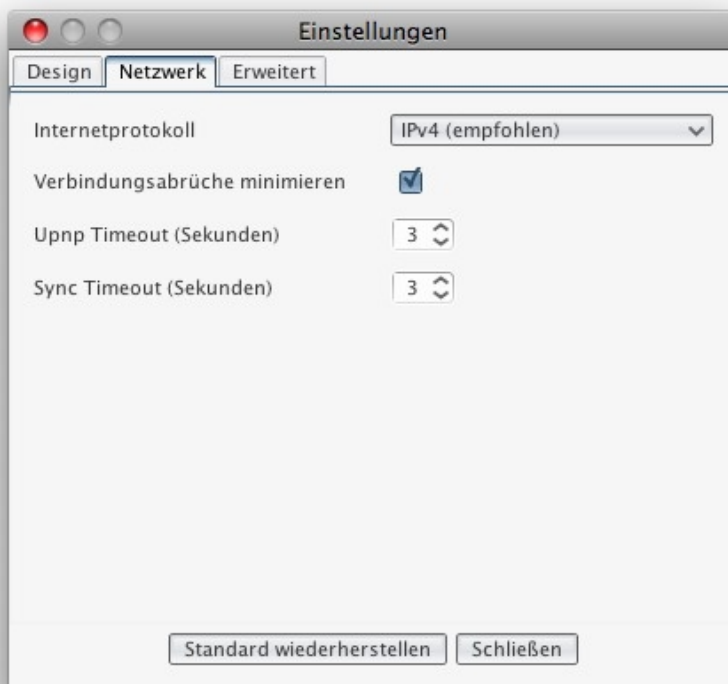 Einstellungen
Design Netzwerk Erweitert
Internetprotokoll IPv4 (empfohlen)
Verbindungsabrüche minimieren
Upnp Timeout (Sekunden) 3
Sync Timeout (Sekunden) 3
Standard wiederherstellen Schließen